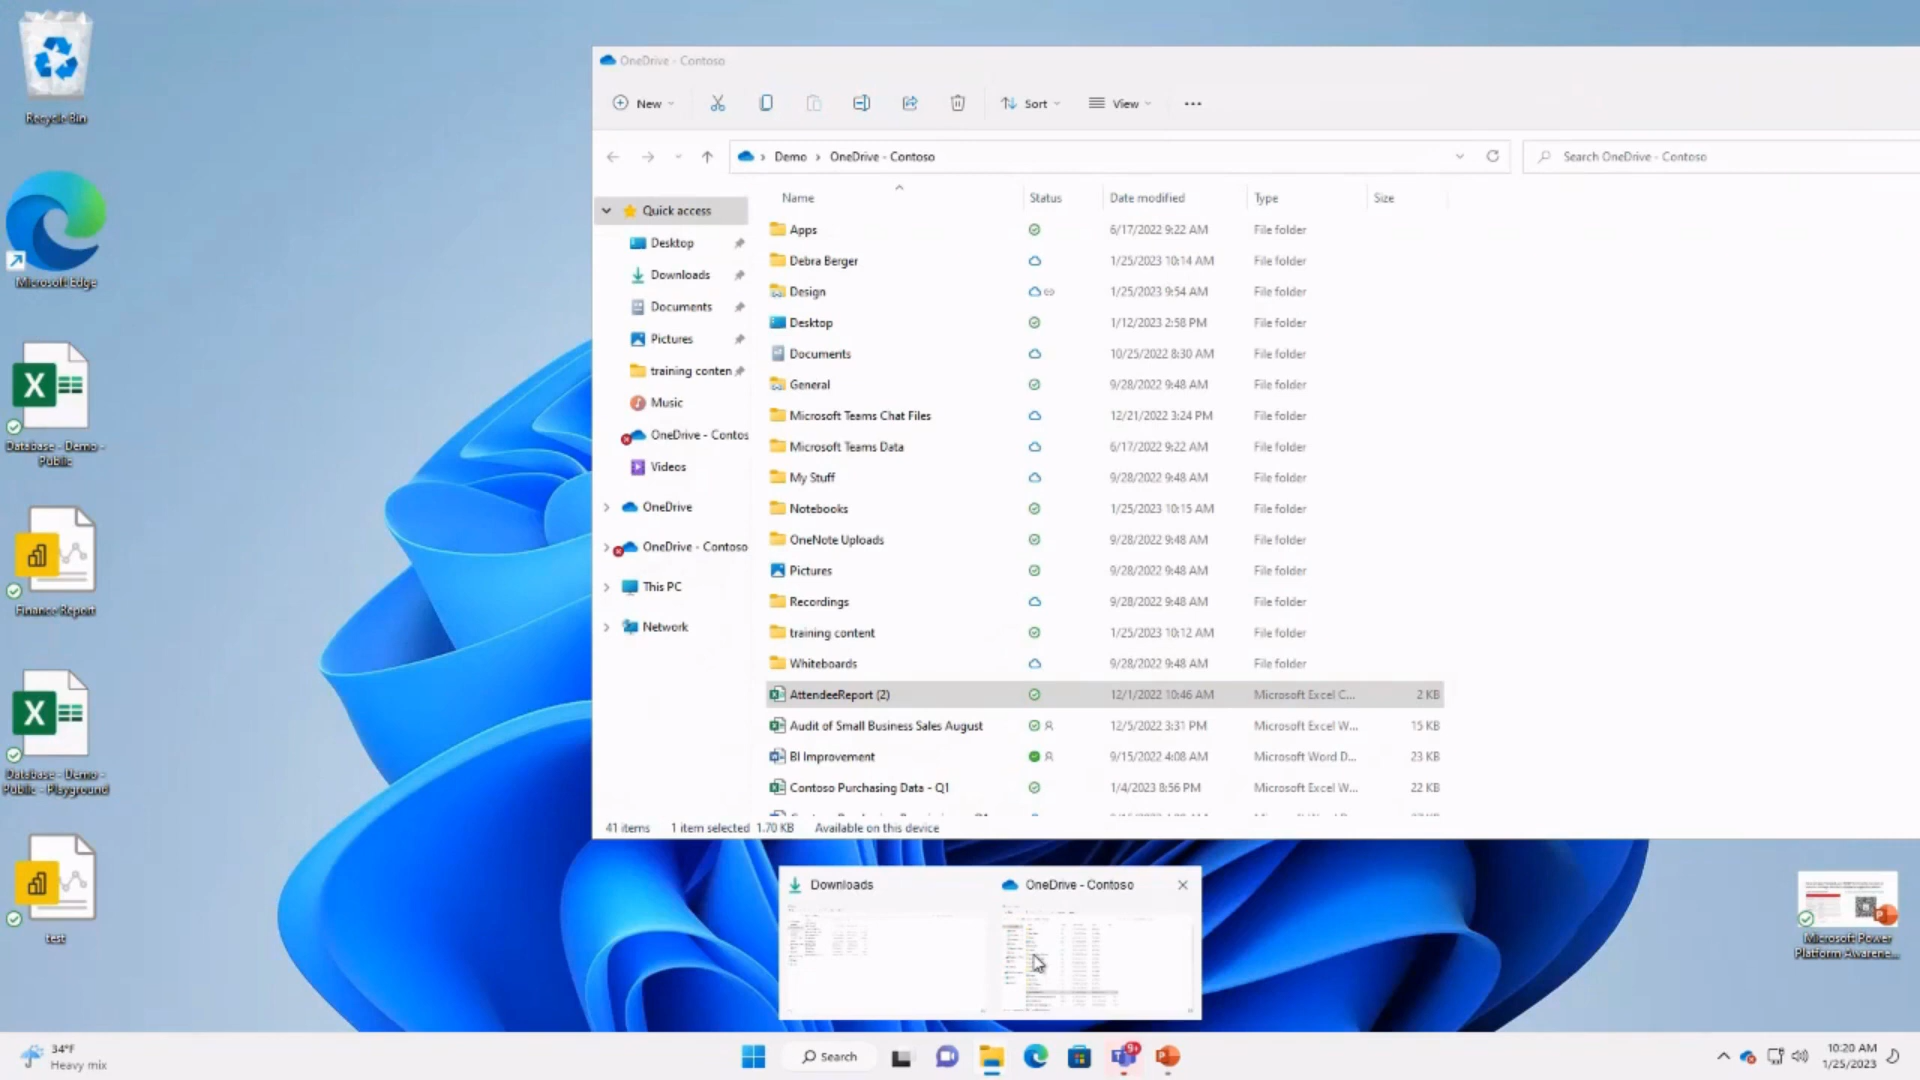 Recycle Bin
Microsoft Edge
Database - Demo -
Public
Finance Report
Database - Demo -
Public - Playground
test
OneDrive - Contoso
New
Sort
View
Demo > OneDrive - Contoso
Search OneDrive - Contoso
Quick access
Desktop
Downloads
Documents
Pictures
training conten
Music
OneDrive - Contos
Videos
OneDrive
OneDrive - Contoso
This PC
Network
Name Status Date modified Type Size
Apps 6/17/2022 9:22 AM File folder
Debra Berger 1/25/2023 10:14 AM File folder
Design 1/25/2023 9:54 AM File folder
Desktop 1/12/2023 2:58 PM File folder
Documents 10/25/2022 8:30 AM File folder
General 9/28/2022 9:48 AM File folder
Microsoft Teams Chat Files 12/21/2022 3:24 PM File folder
Microsoft Teams Data 6/17/2022 9:22 AM File folder
My Stuff 9/28/2022 9:48 AM File folder
Notebooks 1/25/2023 10:15 AM File folder
OneNote Uploads 9/28/2022 9:48 AM File folder
Pictures 9/28/2022 9:48 AM File folder
Recordings 9/28/2022 9:48 AM File folder
training content 1/25/2023 10:12 AM File folder
Whiteboards 9/28/2022 9:48 AM File folder
AttendeeReport (2) 12/1/2022 10:46 AM Microsoft Excel C... 2 KB
Audit of Small Business Sales August 12/5/2022 3:31 PM Microsoft Excel W... 15 KB
BI Improvement 9/15/2022 4:08 AM Microsoft Word D... 23 KB
Contoso Purchasing Data - Q1 1/4/2023 8:56 PM Microsoft Excel W... 22 KB
41 items 1 item selected 1.70 KB Available on this device
Downloads
OneDrive - Contoso
Microsoft Power
Platform Awarene...
34°F
Heavy mix
Search
9+
10:20 AM
1/25/2023